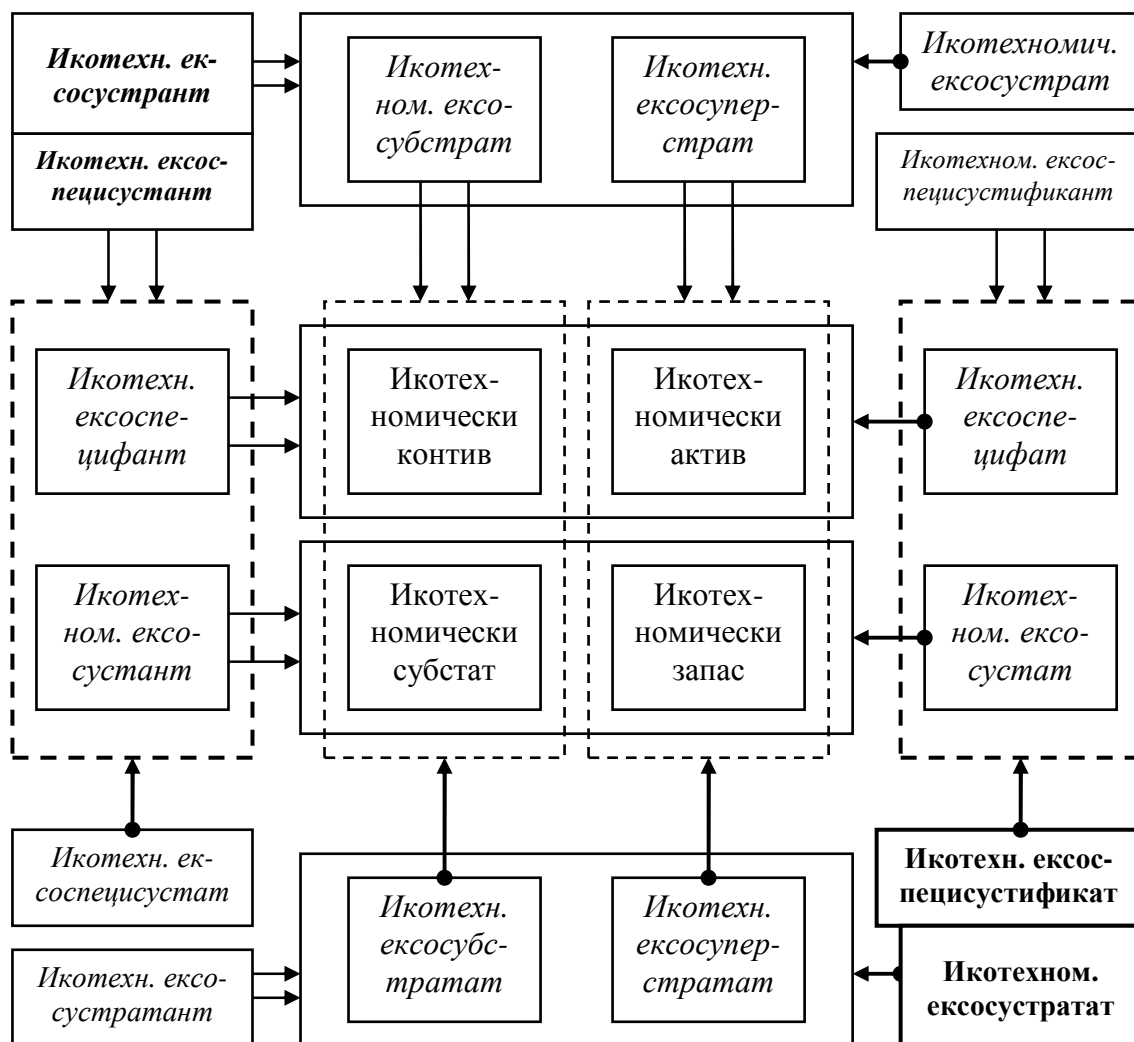 Икотехн. ек-
сосустрант
Икотех-
ном. ексо-
субстрат
Икотехн.
ексосупер-
страт
Икотехномич.
ексосустрат
Икотехн. ексос-
пецисустант
Икотехном. ексос-
пецисустификант
Икотехн.
ексоспе-
цифант
Икотех-
номически
контив
Икотех-
номически
актив
Икотехн.
ексоспе-
цифат
Икотех-
ном. ексо-
сустант
Икотех-
номически
субстат
Икотех-
номически
запас
Икотех-
ном. ексо-
сустат
Икотехн. ек-
соспецисустат
Икотехн.
ексосубс-
тратат
Икотехн.
ексосупер-
стратат
Икотехн. ексос-
пецисустификат
Икотехн. ексо-
сустратант
Икотехном.
ексосустратат